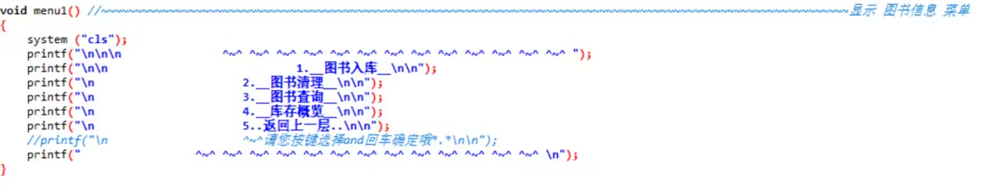 void menu1() //~~~~~~~~~~~~~~~~~~~~~~~~~~~~~~~~~~~~~~~~~~~~~~~~~~~~~~~~~~~~~~~~~~~~~~~~~~~~~~~~~~~~~~~~~~~~~~~~~~~~~~~~~~~~~~显示 图书信息 菜单
{
    system ("cls");
    printf("\n\n\n               ^~^ ^~^ ^~^ ^~^ ^~^ ^~^ ^~^ ^~^ ^~^ ^~^ ^~^ ^~^ ^~^ ");
    printf("\n\n                            1.__图书入库__\n\n");
    printf("\n                      2.__图书清理__\n\n");
    printf("\n                      3.__图书查询__\n\n");
    printf("\n                      4.__库存概览__\n\n");
    printf("\n                      5..返回上一层..\n\n");
    //printf("\n                    ^~^请您按键选择and回车确定哦*.*\n\n");
    printf("                 ^~^ ^~^ ^~^ ^~^ ^~^ ^~^ ^~^ ^~^ ^~^ ^~^ ^~^ ^~^ ^~^ \n");
}